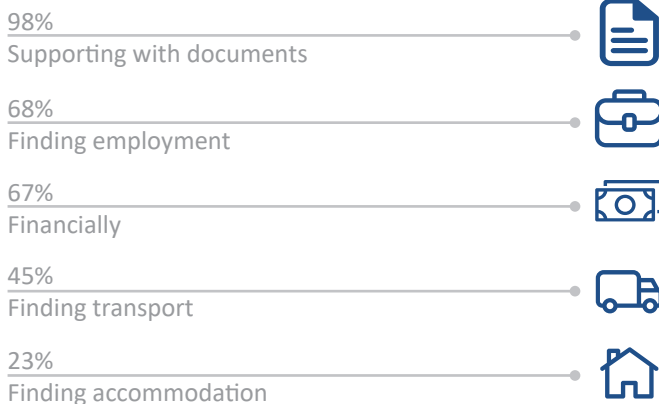 98%
Supporting with documents
68%
Finding employment
67%
Financially
45%
Finding transport
23%
Finding accommodation